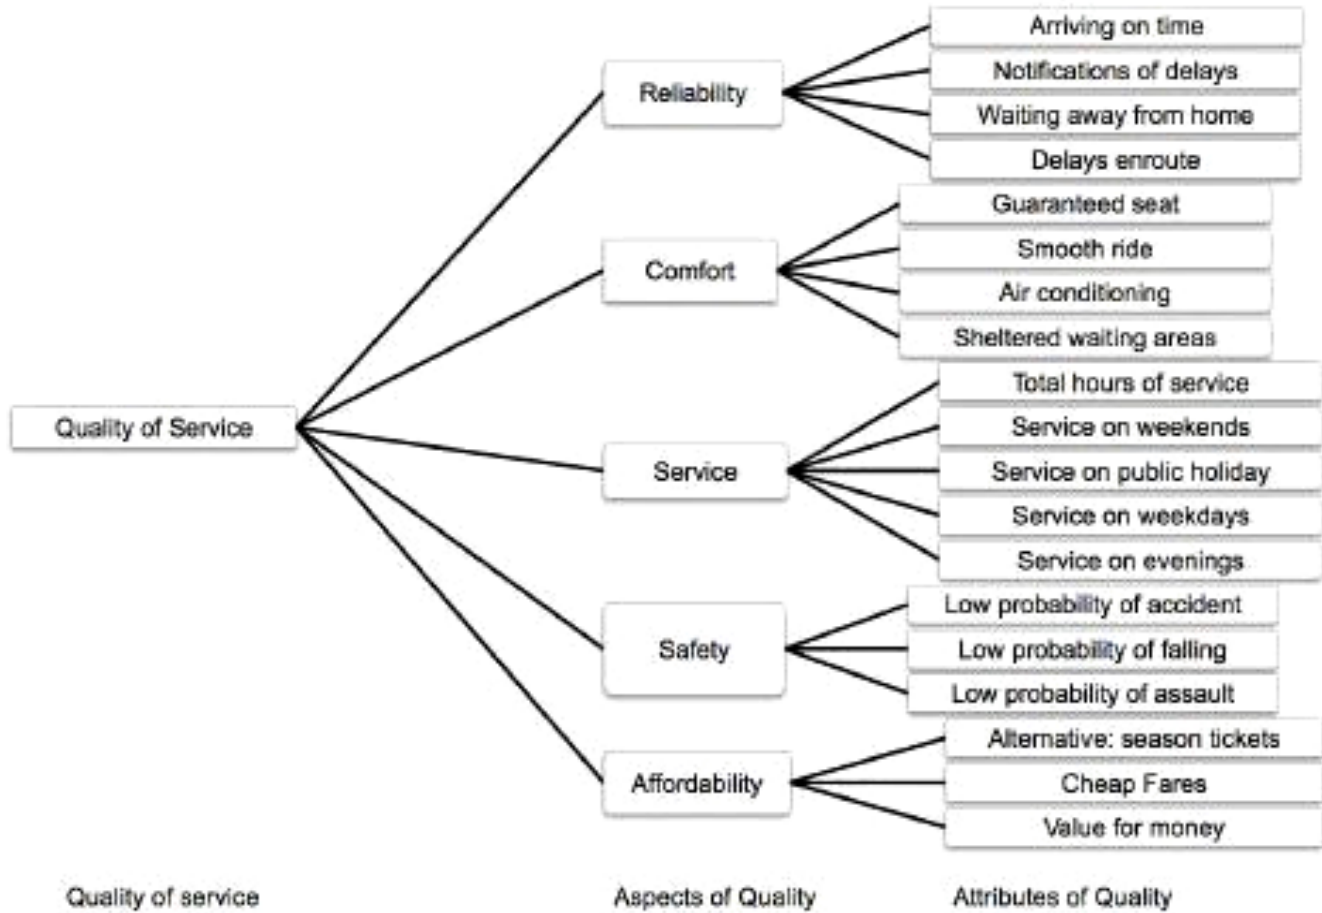 Quality of Service
Reliability
Arriving on time
Notifications of delays
Waiting away from home
Delays enroute
Comfort
Guaranteed seat
Smooth ride
Air conditioning
Sheltered waiting areas
Service
Total hours of service
Service on weekends
Service on public holiday
Service on weekdays
Service on evenings
Safety
Low probability of accident
Low probability of falling
Low probability of assault
Affordability
Alternative: season tickets
Cheap Fares
Value for money
Quality of service
Aspects of Quality
Attributes of Quality